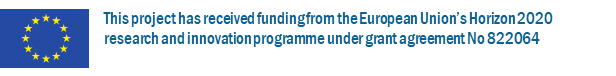 This project has received funding from the European Union's Horizon 2020
research and innovation programme under grant agreement No 822064